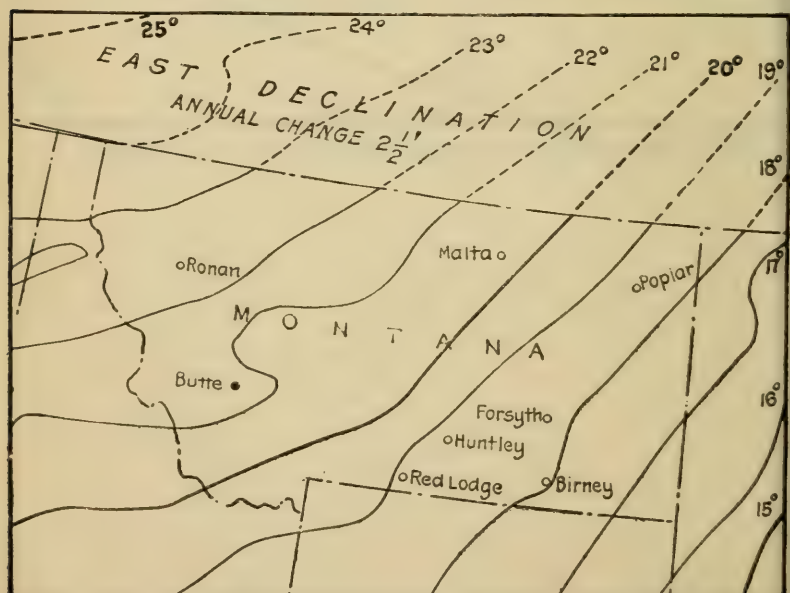 25°
24°
23°
22°
21°
20°
19°
EAST DECLINATION
ANNUAL CHANGE 2½'
18°
Malta
Ronan
17°
Poplar
MONTANA
Butte
16°
Forsyth
Huntley
Red Lodge
Birney
15°